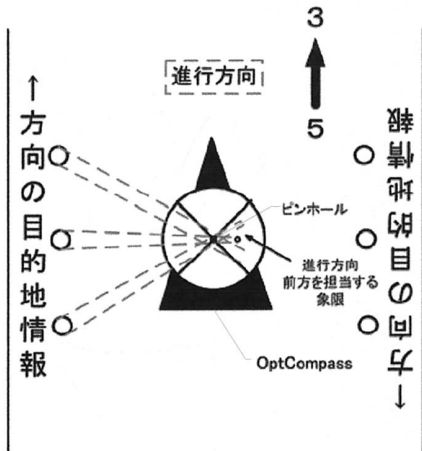 3
進行方向
5
↑方向の目的地情報
ピンホール
進行方向
前方を担当する
象限
OptCompass
↓方向の目的地情報